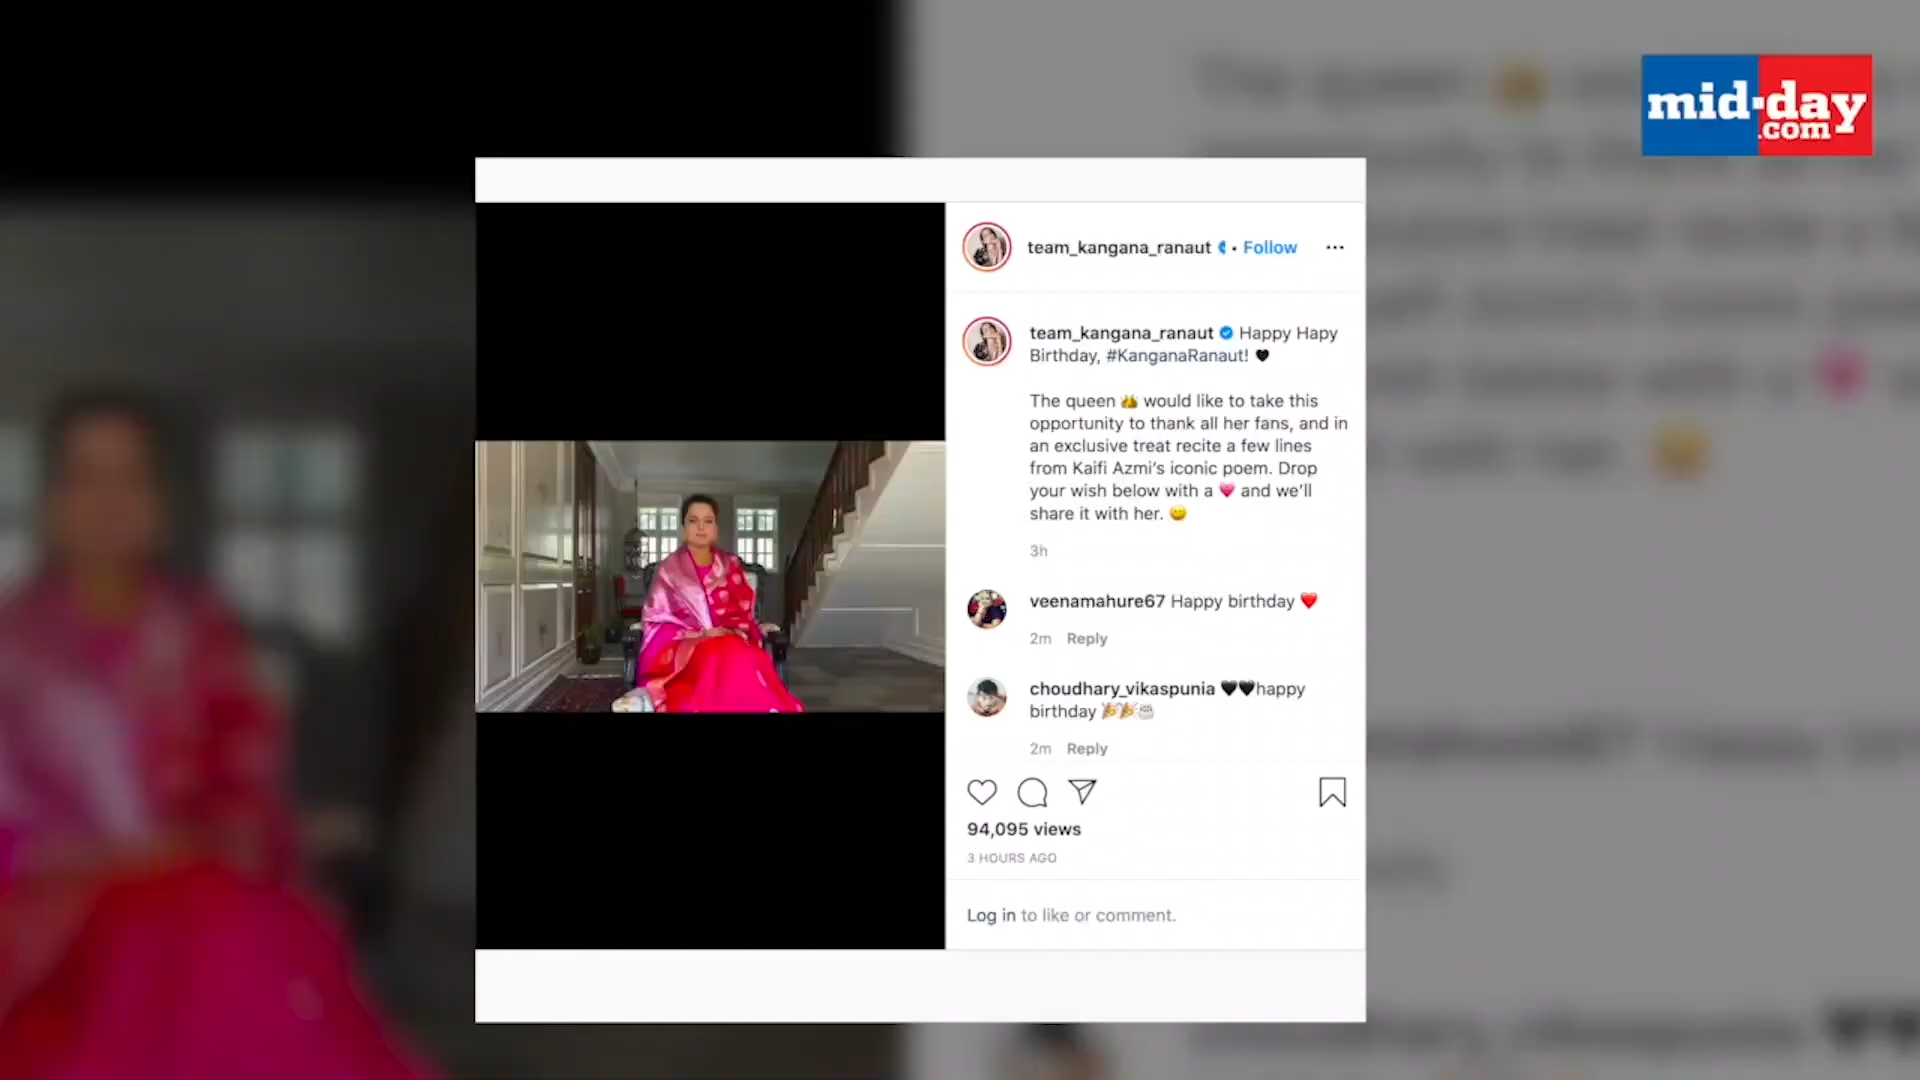 mid-day
.com
team_kangana_ranaut • Follow
team_kangana_ranaut Happy Hapy
Birthday, #KanganaRanaut! 🖤
The queen 👑 would like to take this
opportunity to thank all her fans, and in
an exclusive treat recite a few lines
from Kaifi Azmi’s iconic poem. Drop
your wish below with a 💗 and we’ll
share it with her. 😄
3h
veenamahure67 Happy birthday ❤️
2m Reply
choudhary_vikaspunia 🖤🖤happy
birthday 🎉🎉🎂
2m Reply
94,095 views
3 HOURS AGO
Log in to like or comment.